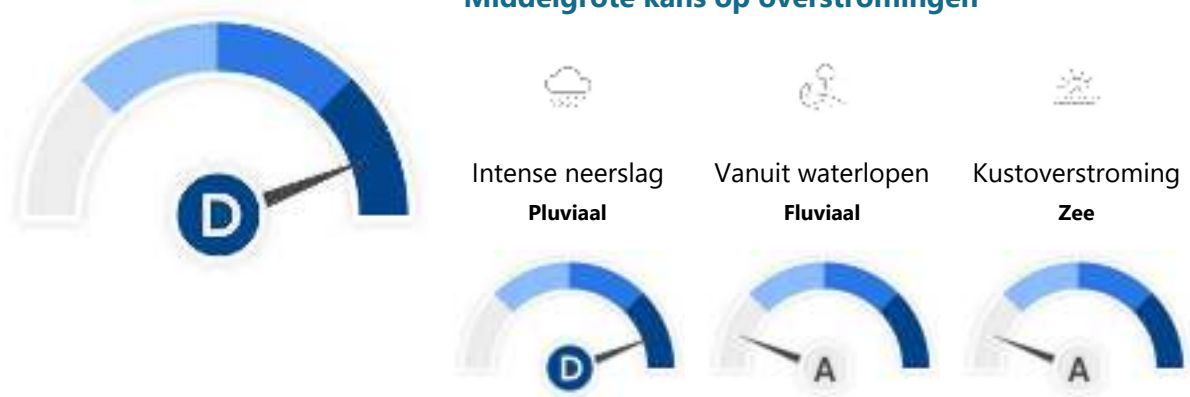 Middelgrote kans op overstromingen
D
Intense neerslag
Vanuit waterlopen
Kustoverstroming
Pluviaal
Fluviaal
Zee
D
A
A